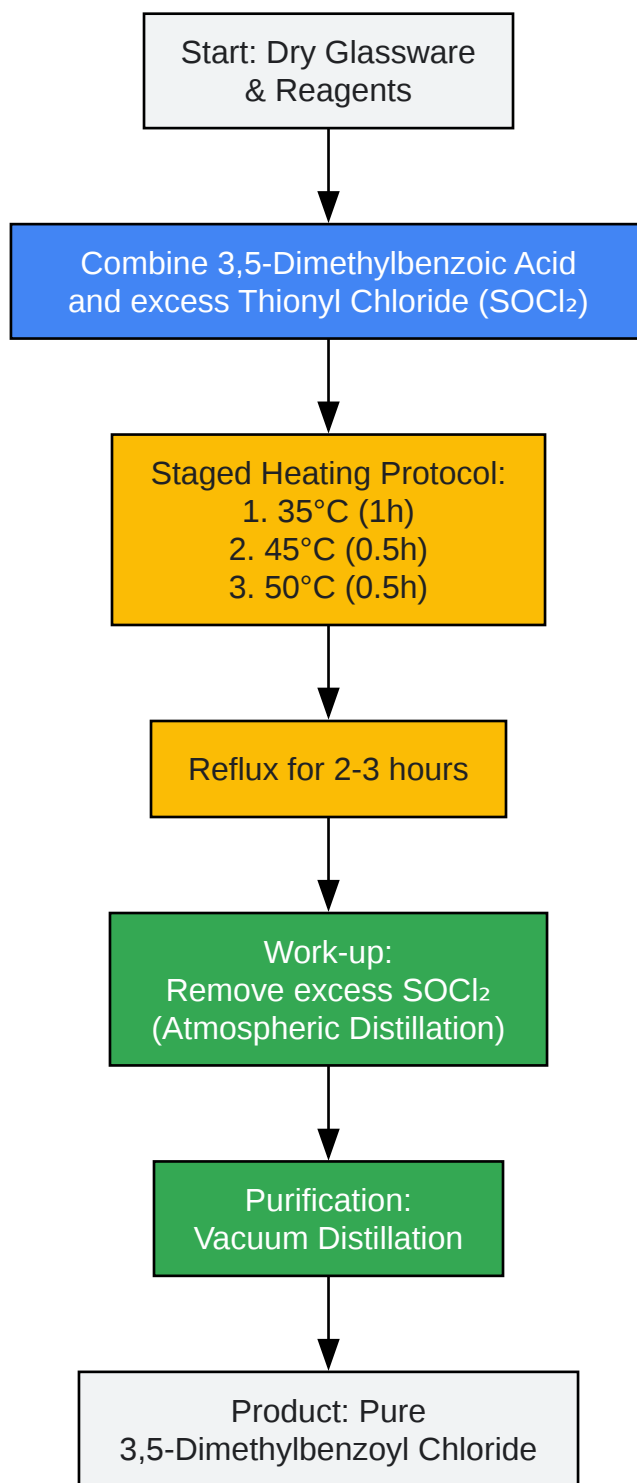 Start: Dry Glassware
& Reagents
Combine 3,5-Dimethylbenzoic Acid
and excess Thionyl Chloride (SOCl₂)
Staged Heating Protocol:
1. 35°C (1h)
2. 45°C (0.5h)
3. 50°C (0.5h)
Reflux for 2-3 hours
Work-up:
Remove excess SOCl₂
(Atmospheric Distillation)
Purification:
Vacuum Distillation
Product: Pure
3,5-Dimethylbenzoyl Chloride